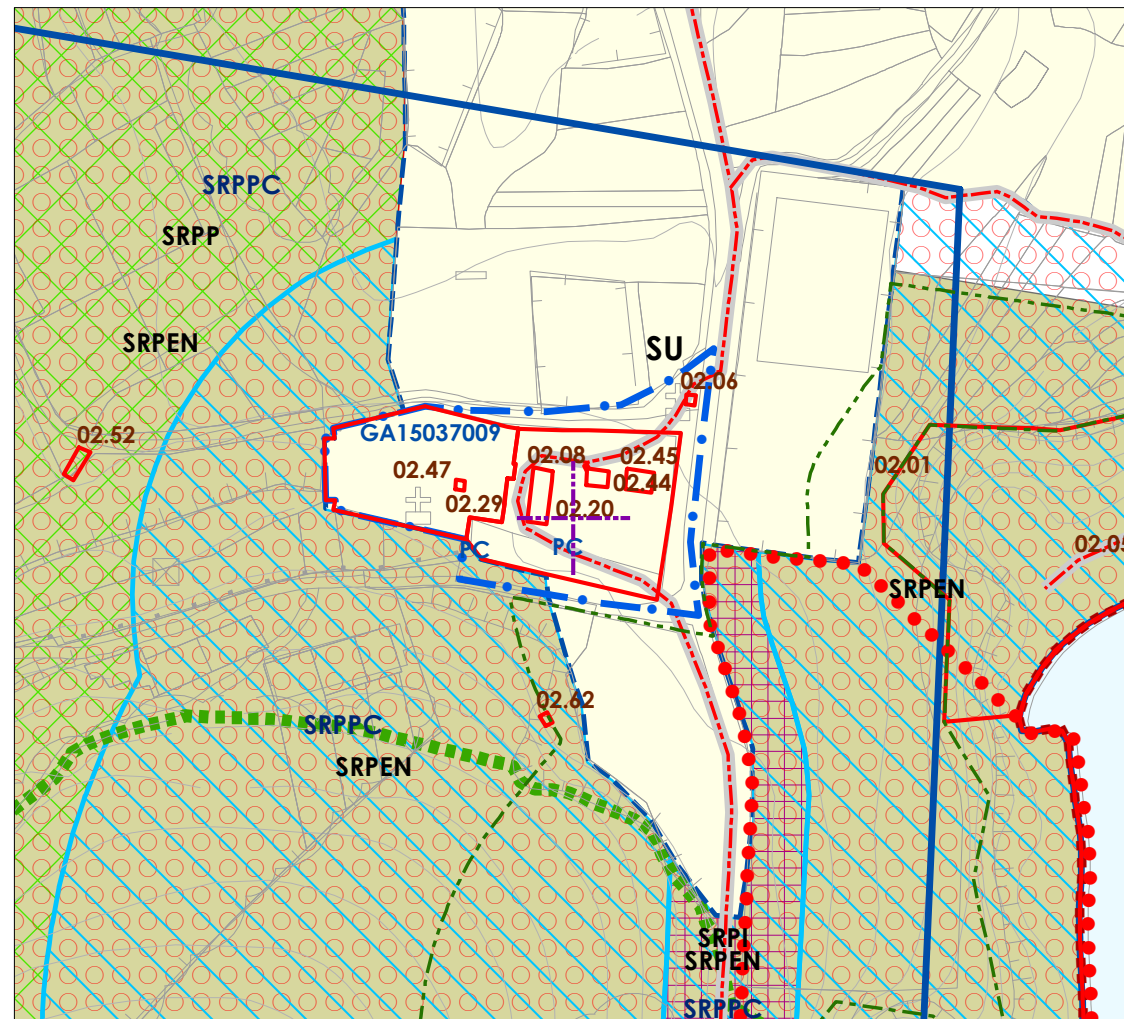 SRPPC
SRPP
SRPEN
SU
02.06
GA15037009
02.52
02.08
02.45
02.47
02.44
02.01
02.29
02.20
PC
PC
02.05
SRPEN
02.62
SRPPC
SRPEN
SRPI
SRPEN
SRPPC